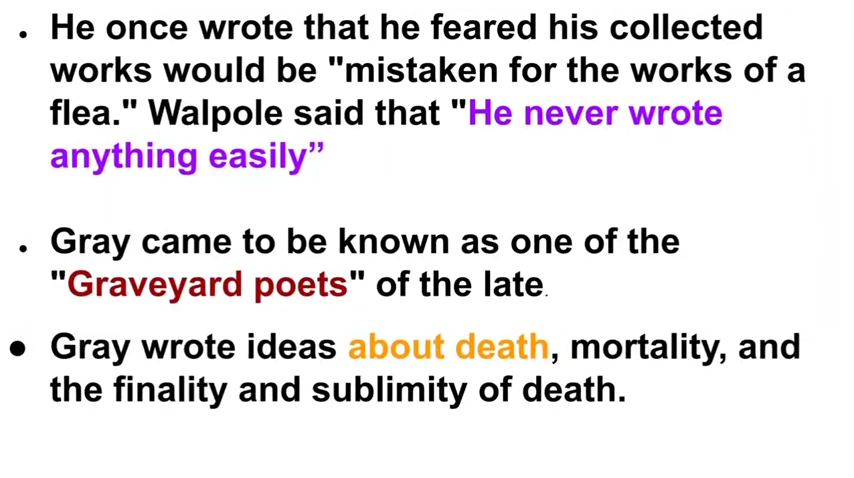 • He once wrote that he feared his collected
works would be "mistaken for the works of a
flea." Walpole said that "He never wrote
anything easily”
• Gray came to be known as one of the
"Graveyard poets" of the late.
● Gray wrote ideas about death, mortality, and
the finality and sublimity of death.